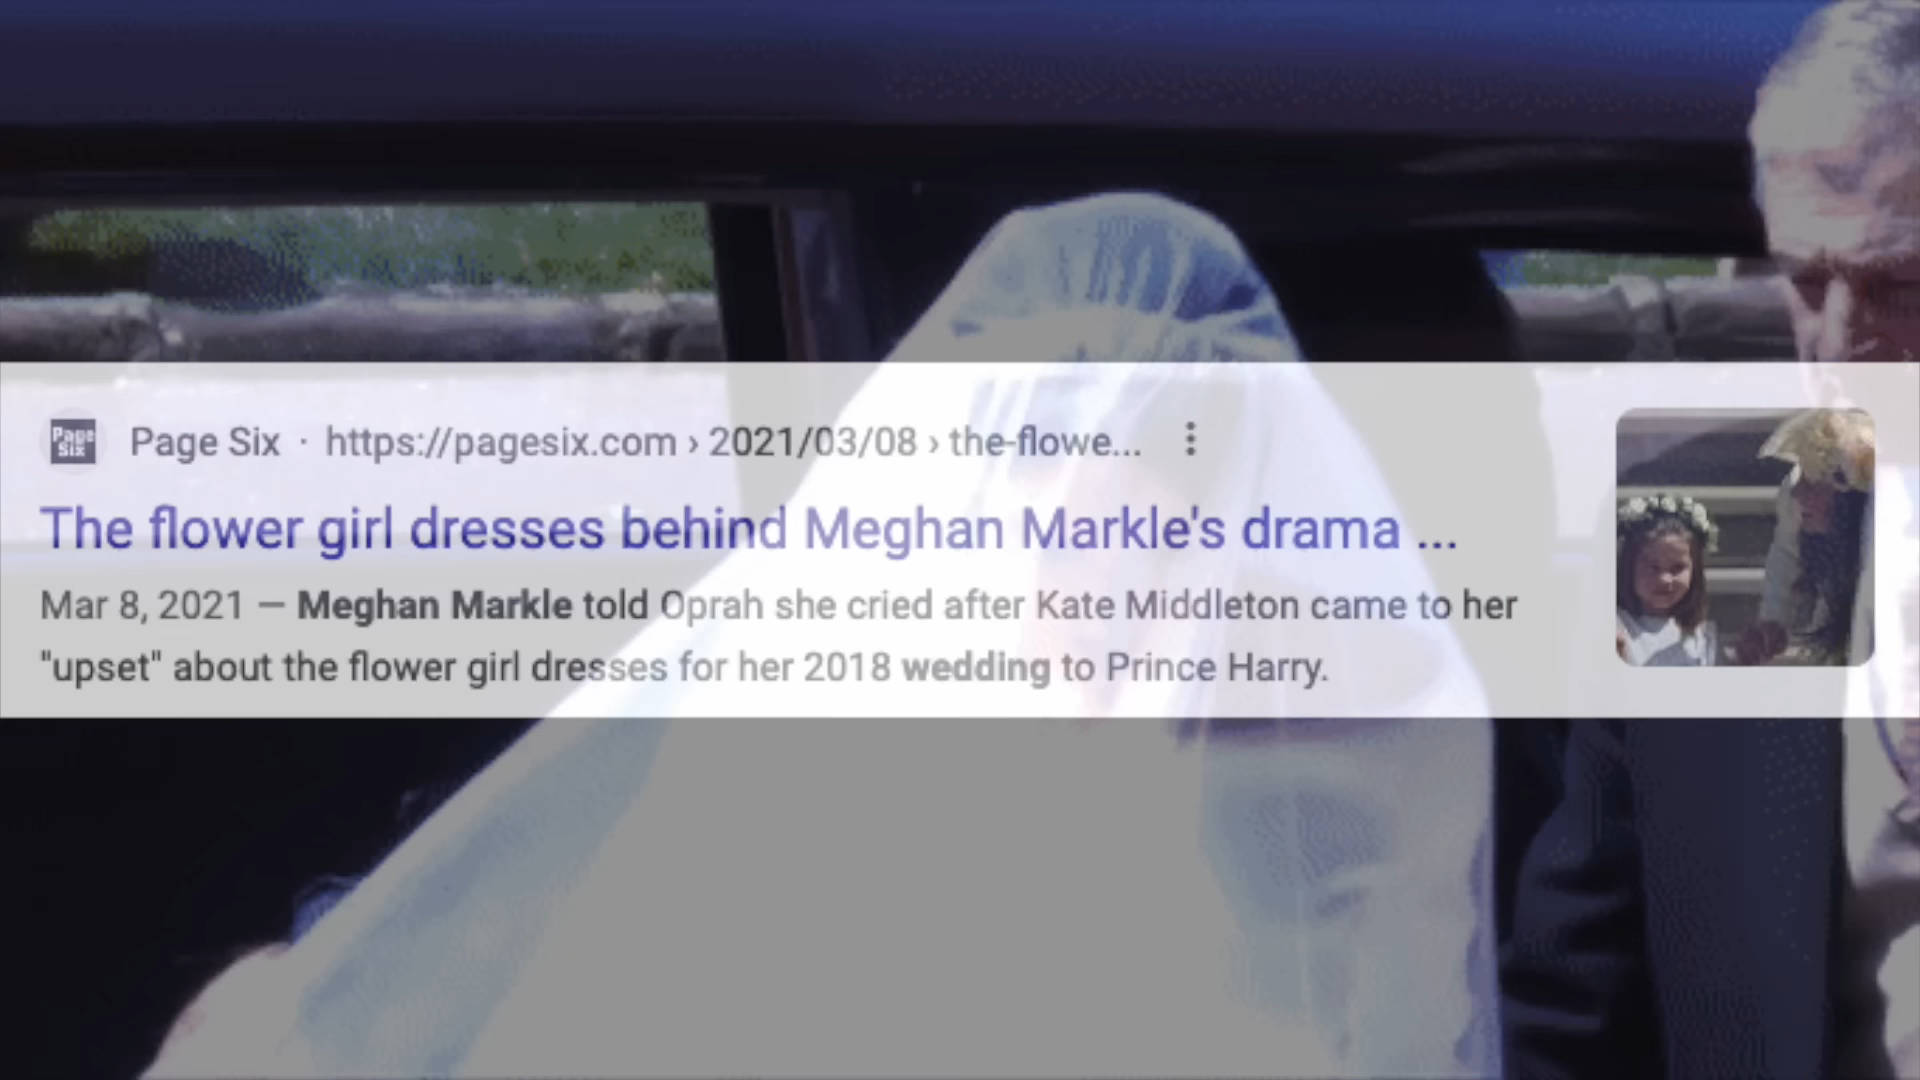 Page Six
Page Six · https://pagesix.com › 2021/03/08 › the-flowe...
The flower girl dresses behind Meghan Markle's drama ...
Mar 8, 2021 — Meghan Markle told Oprah she cried after Kate Middleton came to her
"upset" about the flower girl dresses for her 2018 wedding to Prince Harry.